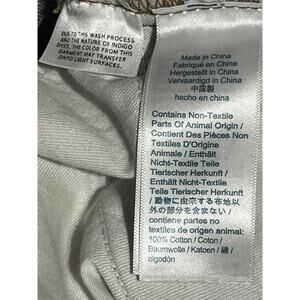 DUE TO THIS WASH PROCESS
AND THE NATURE OF INDIGO
DYES, THE COLOR FROM THIS
GARMENT MAY TRANSFER
ONTO LIGHT SURFACES.
Made in China
Fabriqué en Chine
Hergestellt in China
Vervaardigd in China
中国製
hecho en china
Contains Non-Textile
Parts Of Animal Origin /
Contient Des Pièces Non
Textiles D'Origine
Animale / Enthält
Nicht-Textile Teile
Tierischer Herkunft /
Enthält Nicht-Textile
Teile Tierischer Herkunft
/ 動物に由来する布地以
外の部分を含まない /
contiene partes no
textiles de origen animal:
100% Cotton / Coton /
Baumwolle / Katoen / 綿 /
algodón